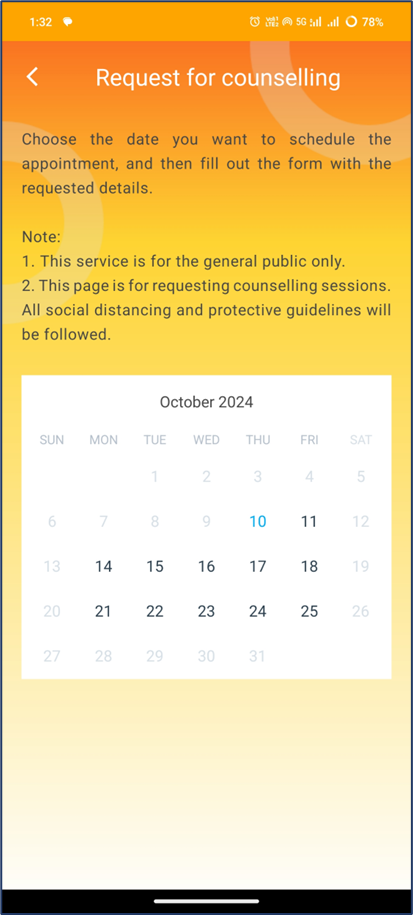 1:32 5G 78%
Request for counselling
Choose the date you want to schedule the
appointment, and then fill out the form with the
requested details.
Note:
1. This service is for the general public only.
2. This page is for requesting counselling sessions.
All social distancing and protective guidelines will
be followed.
October 2024
SUN MON TUE WED THU FRI SAT
1 2 3 4 5
6 7 8 9 10 11 12
13 14 15 16 17 18 19
20 21 22 23 24 25 26
27 28 29 30 31